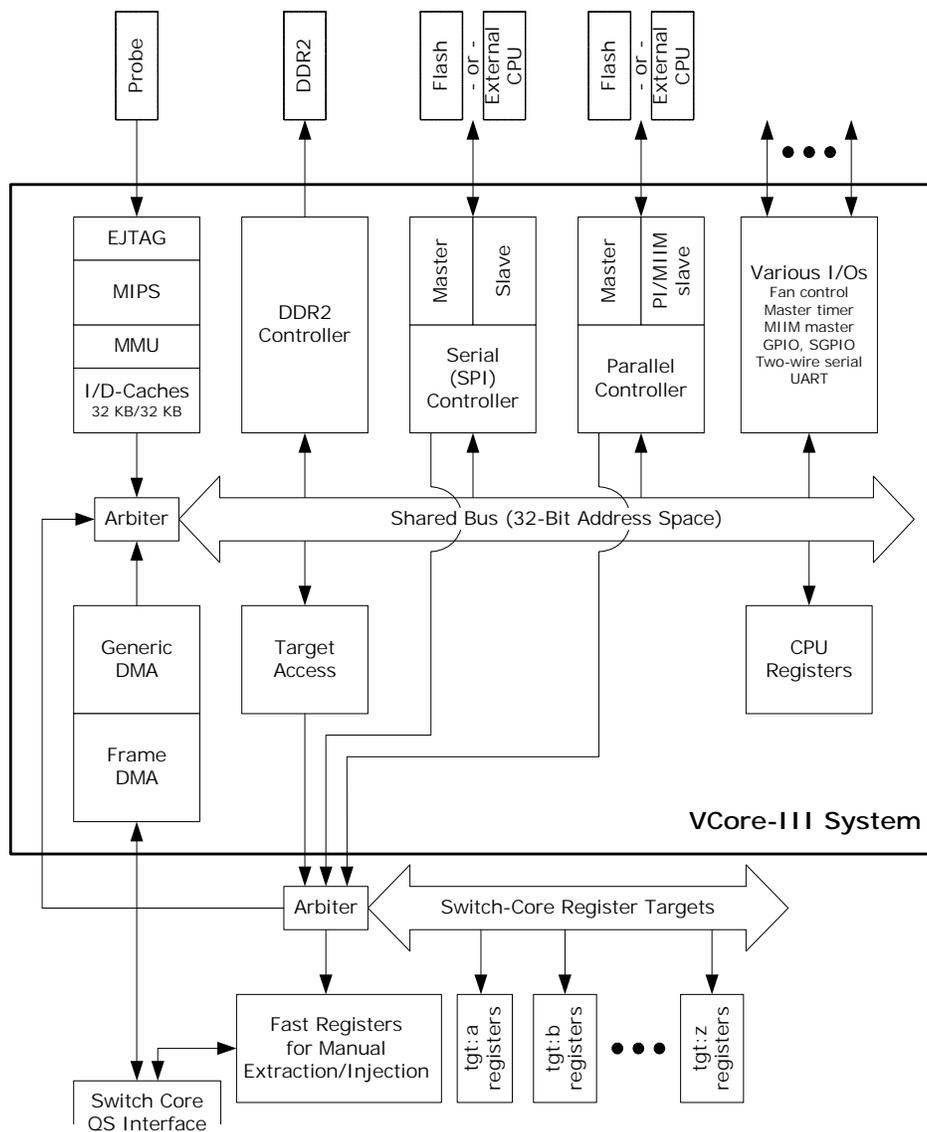 Probe
DDR2
Flash
- or -
External
CPU
Flash
- or -
External
CPU
EJTAG
MIPS
MMU
I/D-Caches
32 KB/32 KB
DDR2
Controller
Master
Slave
Serial
(SPI)
Controller
Master
PI/MIIM
slave
Parallel
Controller
Various I/Os
Fan control
Master timer
MIIM master
GPIO, SGPIO
Two-wire serial
UART
Arbiter
Shared Bus (32-Bit Address Space)
Generic
DMA
Frame
DMA
Target
Access
CPU
Registers
VCore-III System
Arbiter
Switch-Core Register Targets
Fast Registers
for Manual
Extraction/Injection
tgt:a
registers
tgt:b
registers
tgt:z
registers
Switch Core
QS Interface